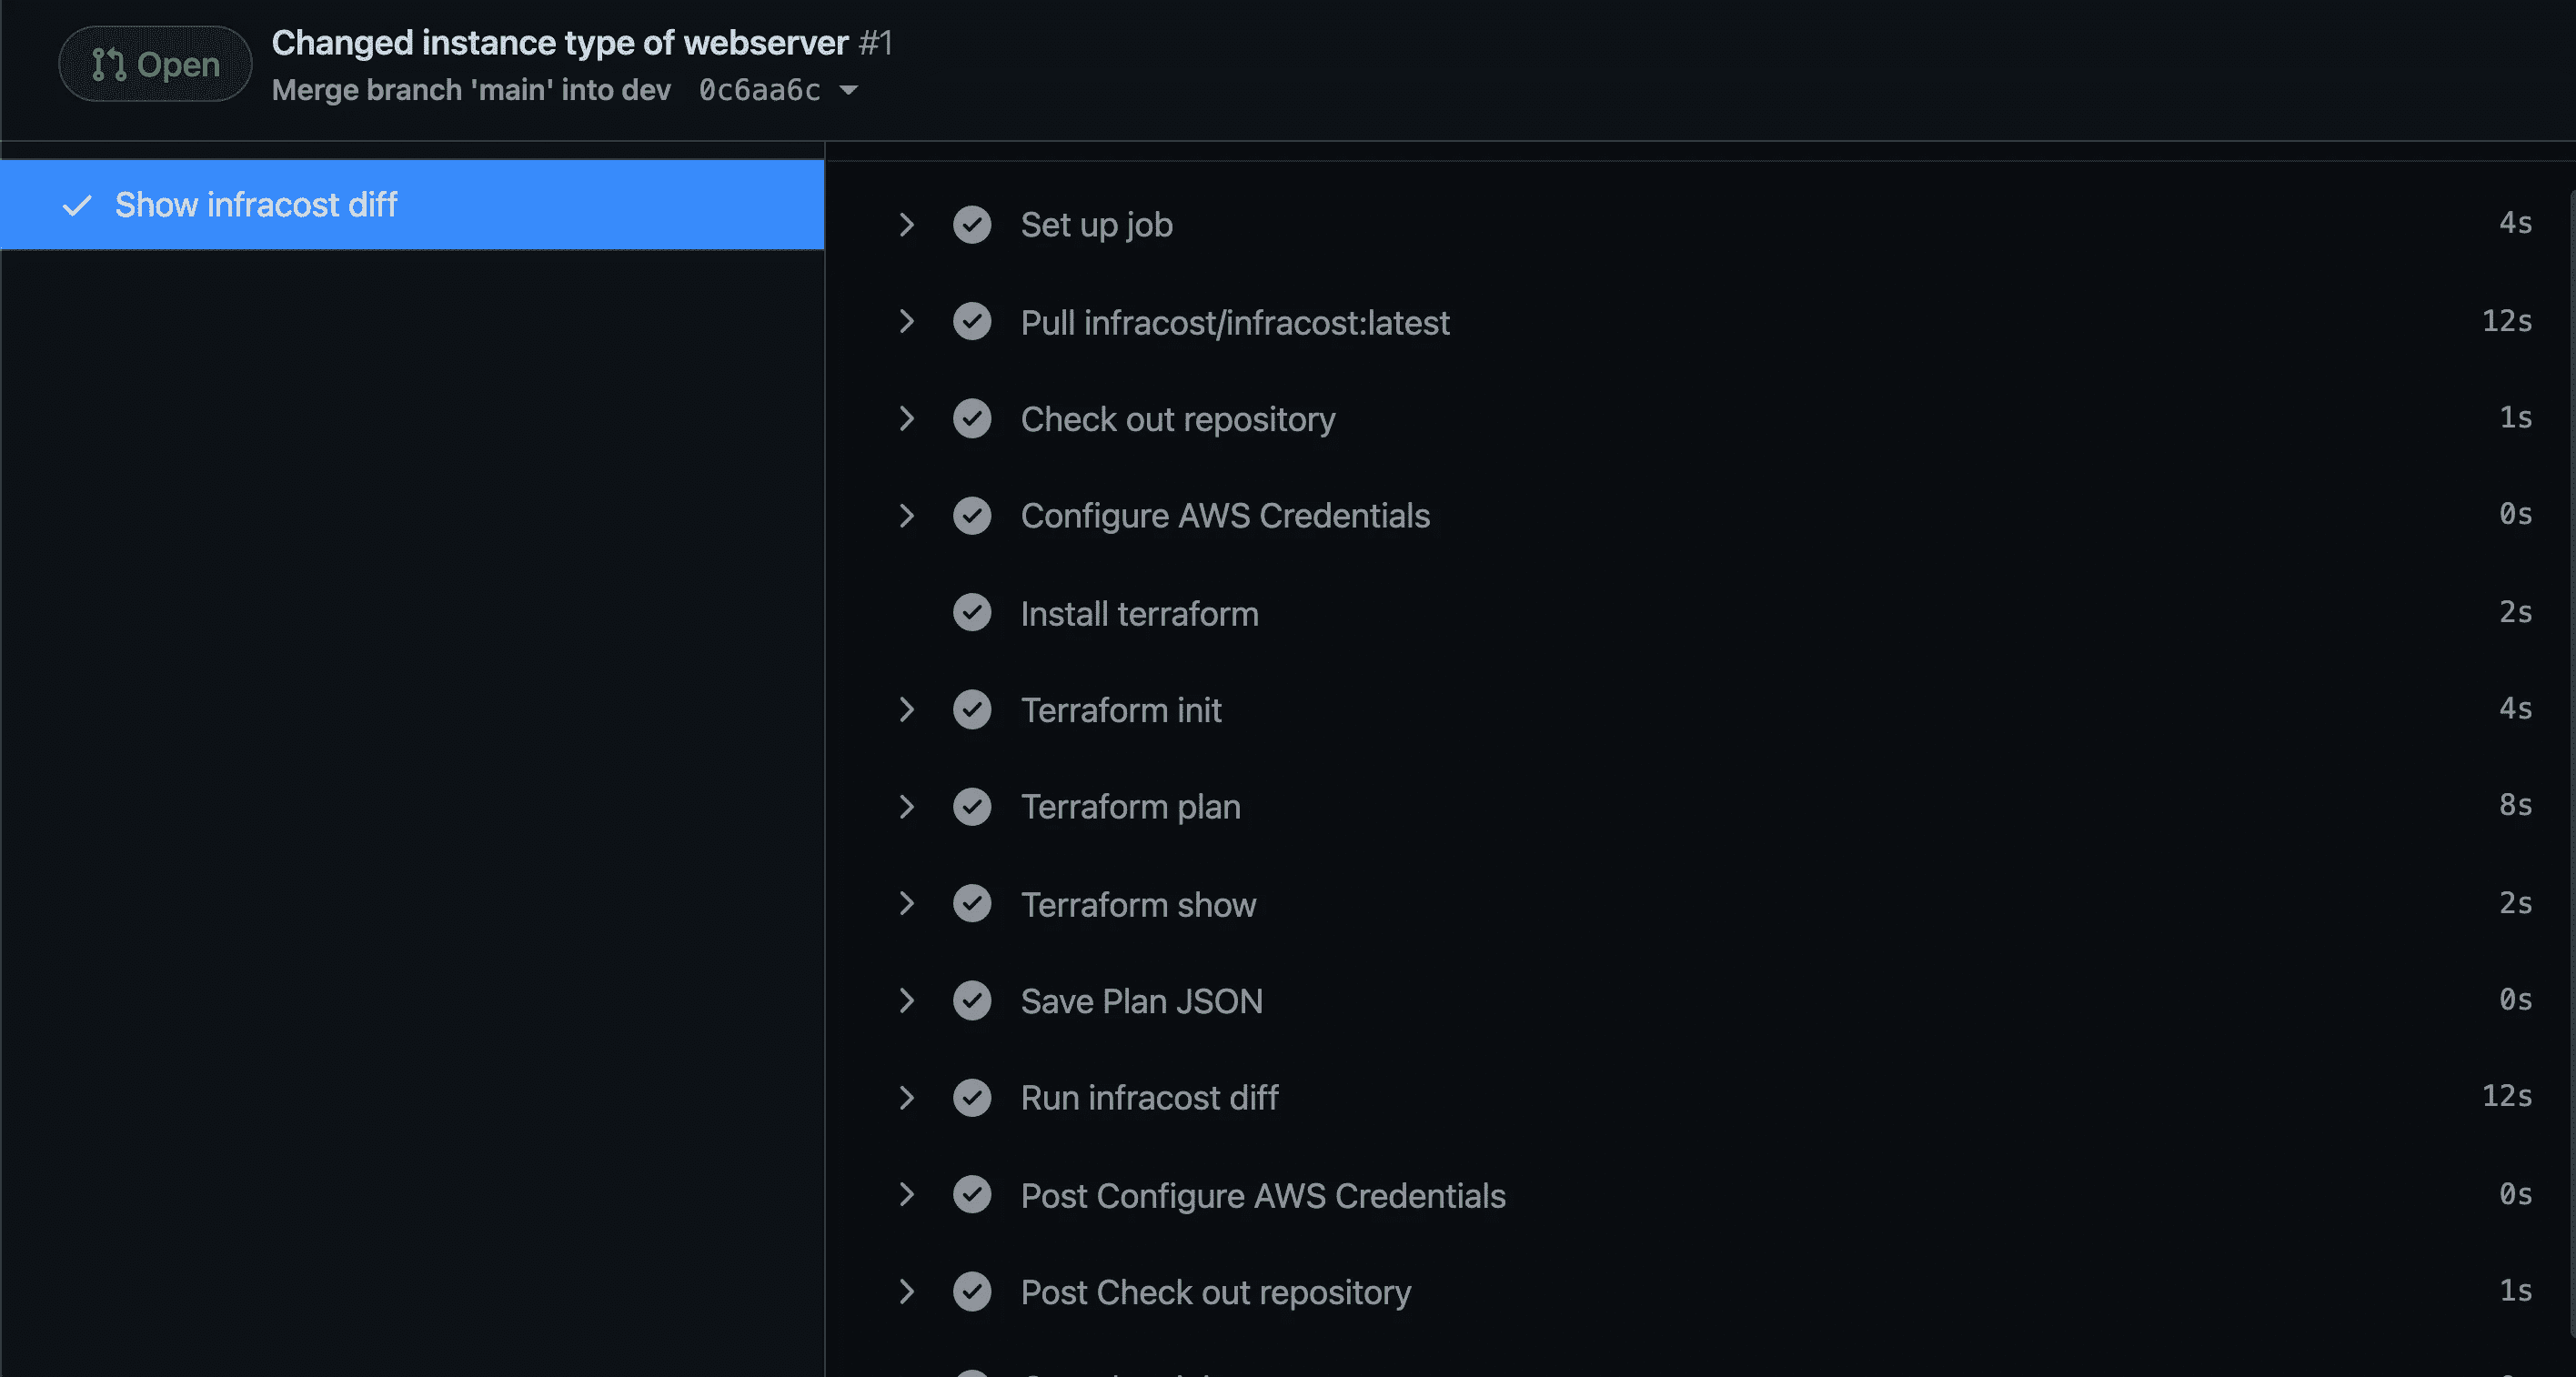 Open
Changed instance type of webserver #1
Merge branch 'main' into dev 0c6aa6c
Show infracost diff
Set up job 4s
Pull infracost/infracost:latest 12s
Check out repository 1s
Configure AWS Credentials 0s
Install terraform 2s
Terraform init 4s
Terraform plan 8s
Terraform show 2s
Save Plan JSON 0s
Run infracost diff 12s
Post Configure AWS Credentials 0s
Post Check out repository 1s